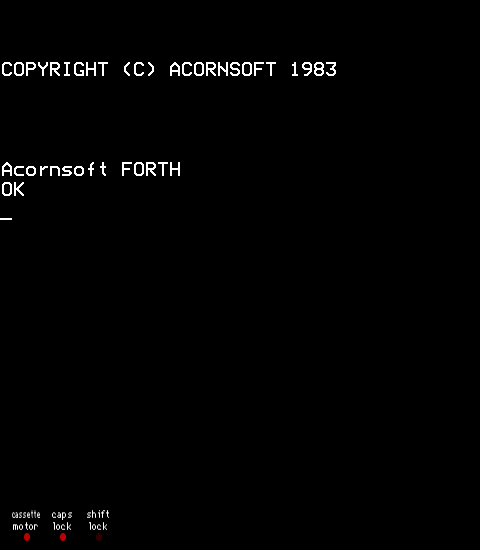 COPYRIGHT (C) ACORNSOFT 1983
Acornsoft FORTH
OK
_
cassette motor
caps lock
shift lock